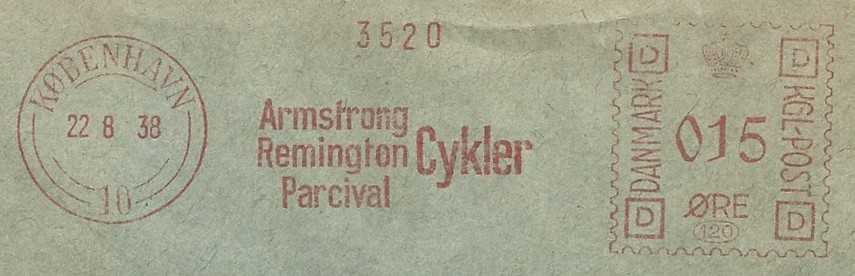 3520
KØBENHAVN
22 8 38
10
Armstrong
Remington
Parcival
Cykler
D
D
DANMARK
015
KGL-POST
ØRE
120
D
D